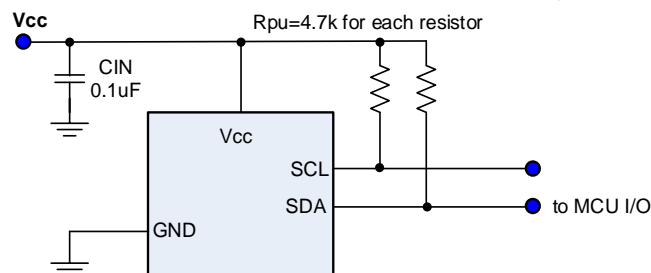 Vcc
Rpu=4.7k for each resistor
CIN
0.1uF
Vcc
SCL
SDA
to MCU I/O
GND